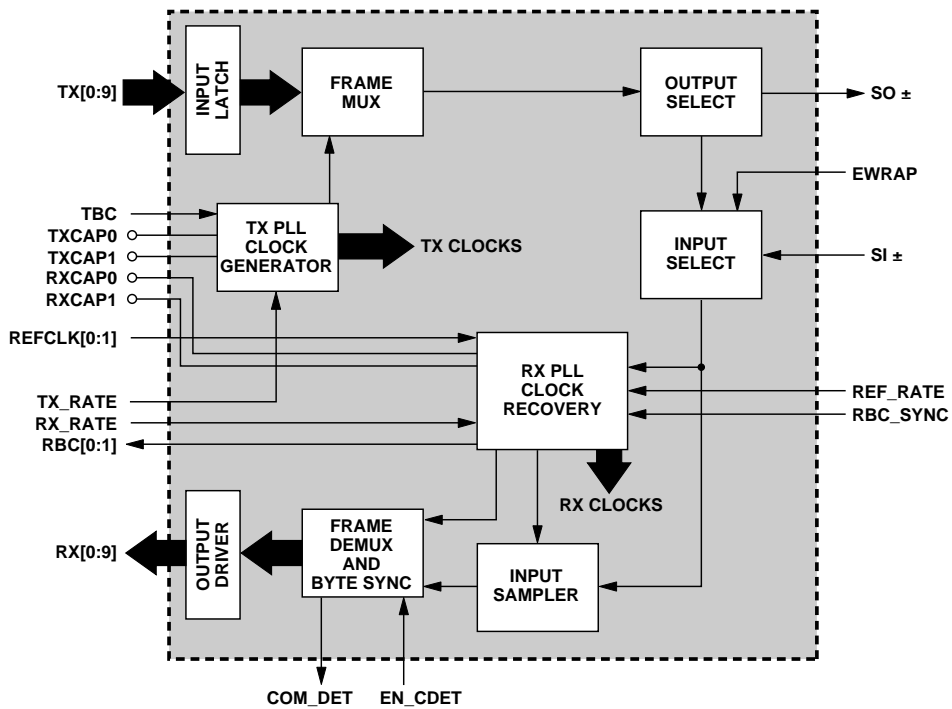 TX[0:9]
INPUT
LATCH
FRAME
MUX
OUTPUT
SELECT
SO ±
EWRAP
TBC
TXCAP0
TXCAP1
RXCAP0
RXCAP1
TX PLL
CLOCK
GENERATOR
TX CLOCKS
INPUT
SELECT
SI ±
REFCLK[0:1]
RX PLL
CLOCK
RECOVERY
REF_RATE
RBC_SYNC
TX_RATE
RX_RATE
RBC[0:1]
RX CLOCKS
RX[0:9]
OUTPUT
DRIVER
FRAME
DEMUX
AND
BYTE SYNC
INPUT
SAMPLER
COM_DET
EN_CDET